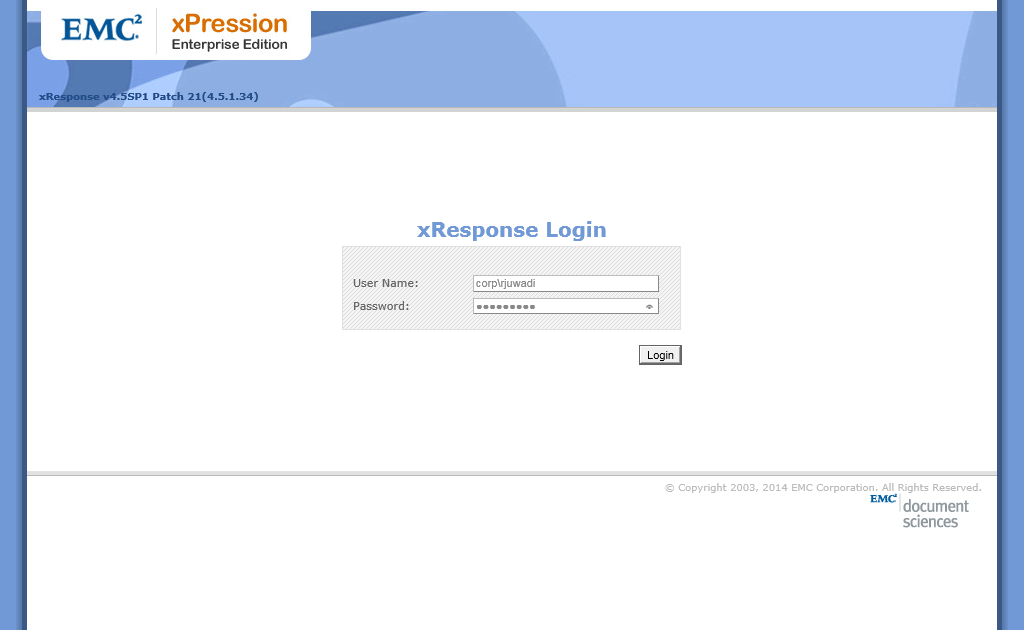 EMC² xPression
Enterprise Edition
xResponse v4.5SP1 Patch 21(4.5.1.34)
xResponse Login
User Name: corp\rjuwadi
Password: •••••••••
Login
© Copyright 2003, 2014 EMC Corporation. All Rights Reserved.
EMC² document
sciences